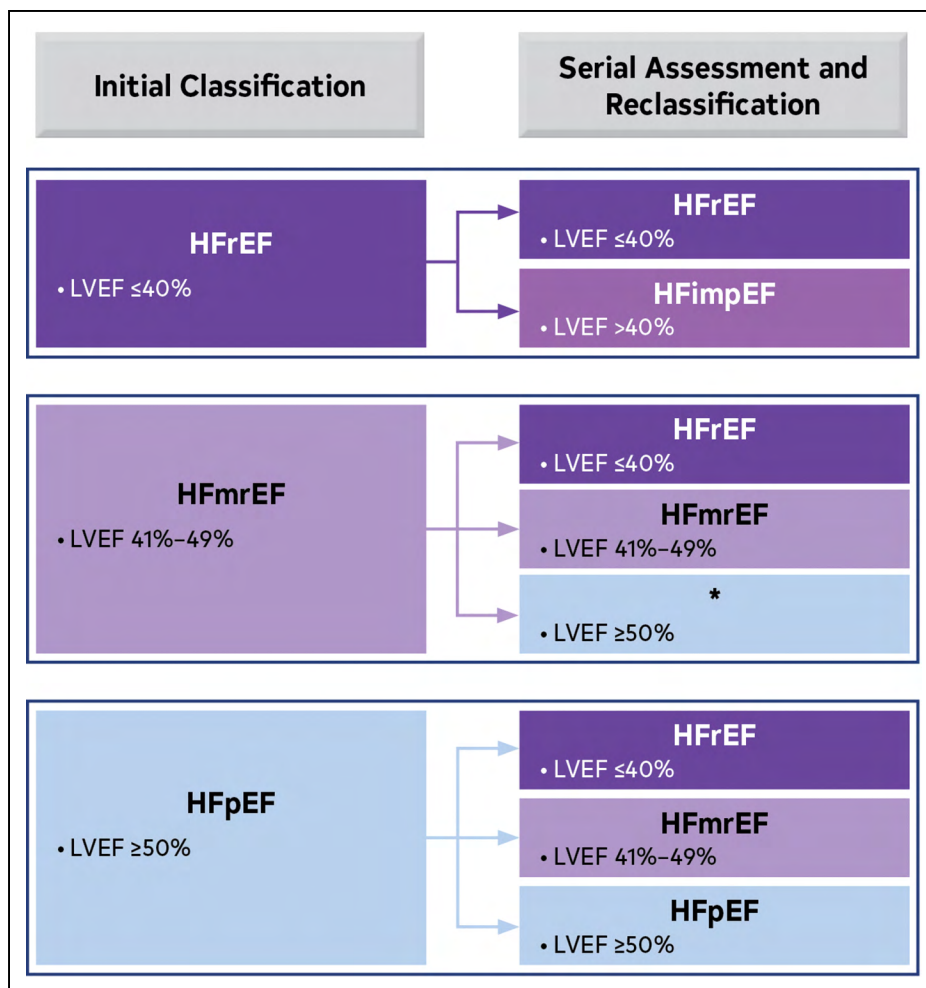 Initial Classification
Serial Assessment and
Reclassification
HFrEF
• LVEF ≤40%
HFrEF
• LVEF ≤40%
HFimpEF
• LVEF >40%
HFmrEF
• LVEF 41%–49%
HFrEF
• LVEF ≤40%
HFmrEF
• LVEF 41%–49%
*
• LVEF ≥50%
HFpEF
• LVEF ≥50%
HFrEF
• LVEF ≤40%
HFmrEF
• LVEF 41%–49%
HFpEF
• LVEF ≥50%